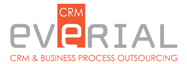 CRM
everiAL
CRM & BUSINESS PROCESS OUTSOURCING